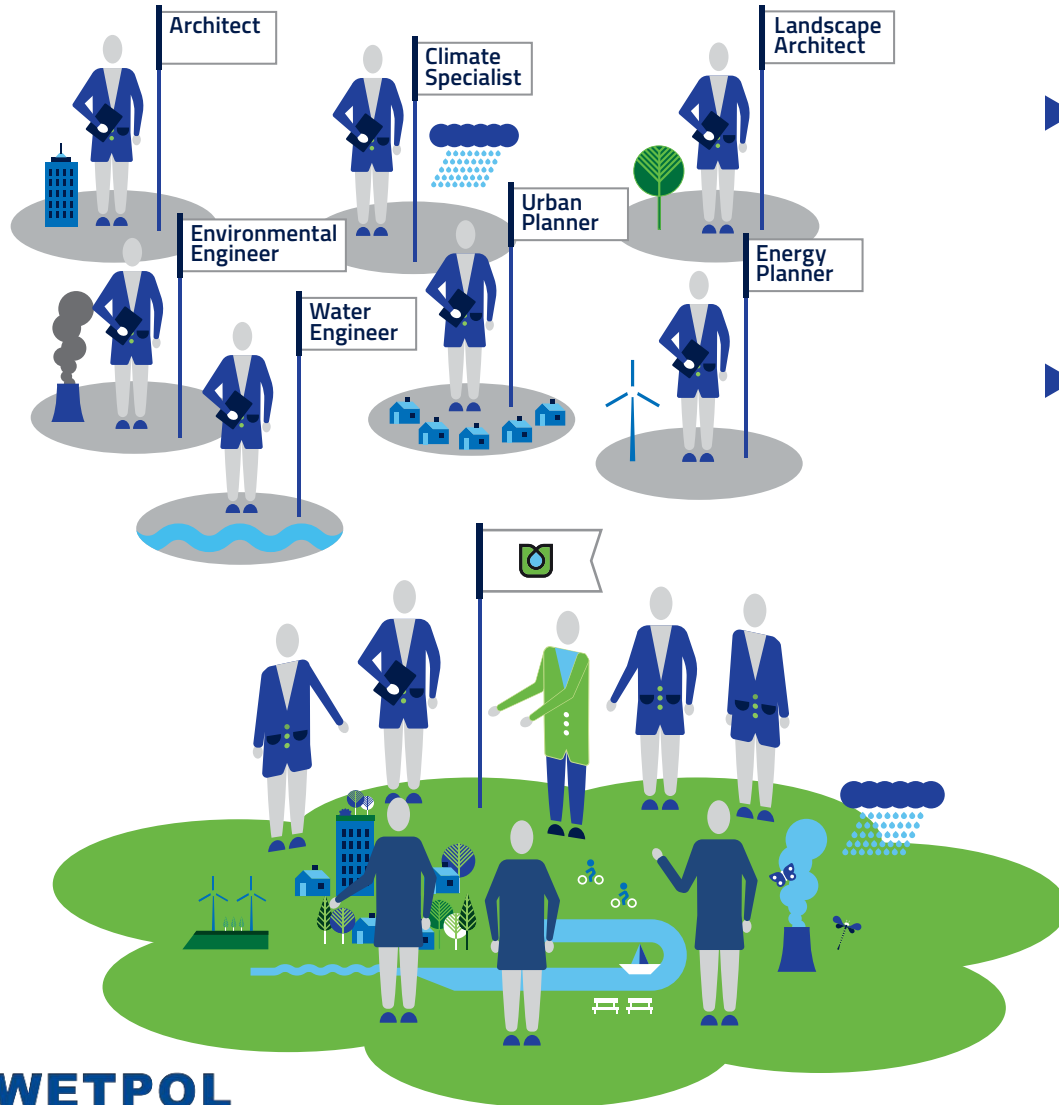 Architect
Climate
Specialist
Landscape
Architect
Environmental
Engineer
Urban
Planner
Energy
Planner
Water
Engineer
WETPOL